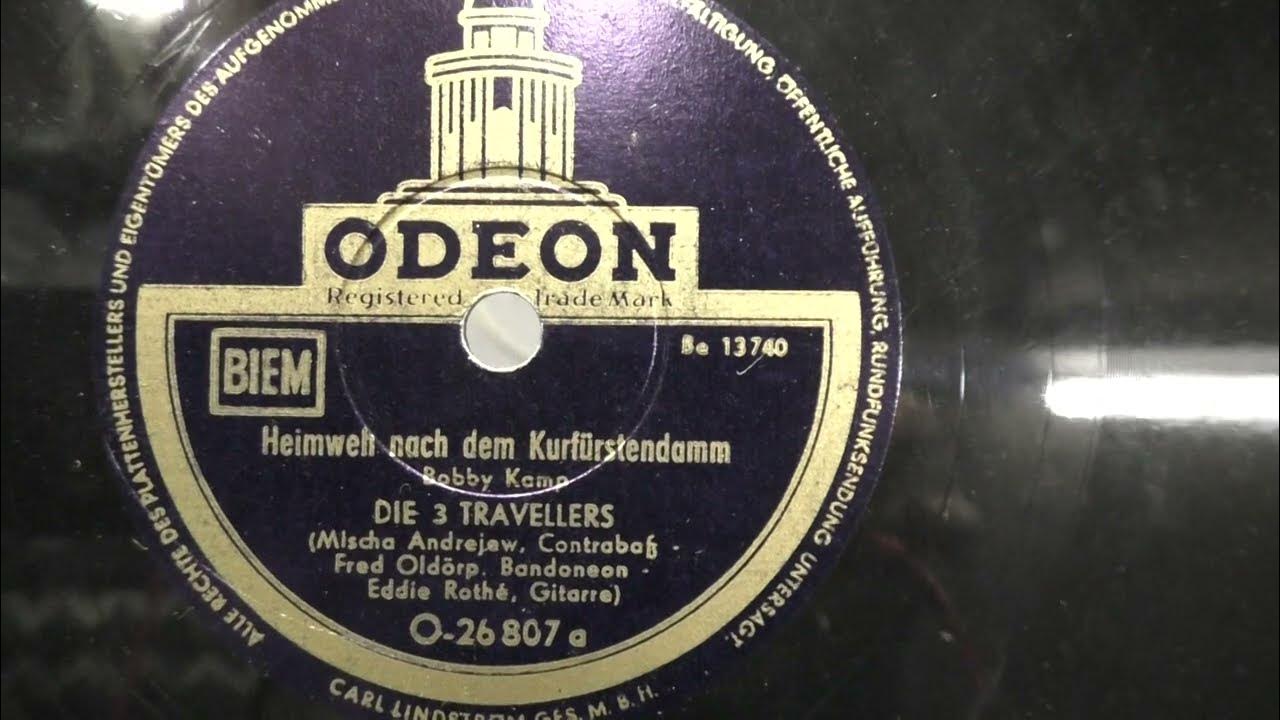 ALLE RECHTE DES PLATTENHERSTELLERS UND EIGENTÜMERS DES AUFGENOMME
ÖFFENTLICHE AUFFÜHRUNG, RUNDFUNKSENDUNG UNTERSAGT.
ODEON
Registered Trade Mark
BIEM
Be 13740
Heimweh nach dem Kurfürstendamm
Bobby Kamp
DIE 3 TRAVELLERS
(Mischa Andrejew, Contrabaß -
Fred Oldörp, Bandoneon -
Eddie Rothé, Gitarre)
O-26 807 a
CARL LINDSTRÖM GES. M. B. H.